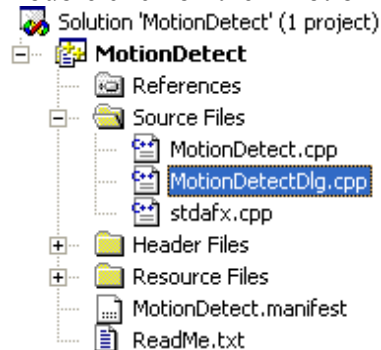 Solution 'MotionDetect' (1 project)
MotionDetect
References
Source Files
MotionDetect.cpp
MotionDetectDlg.cpp
stdafx.cpp
Header Files
Resource Files
MotionDetect.manifest
ReadMe.txt